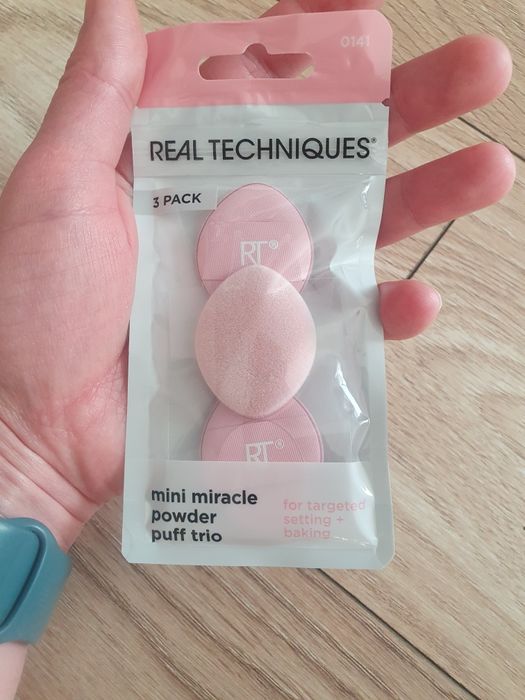 0141
REAL TECHNIQUES®
3 PACK
RT®
RT®
mini miracle
powder
puff trio
for targeted
setting +
baking